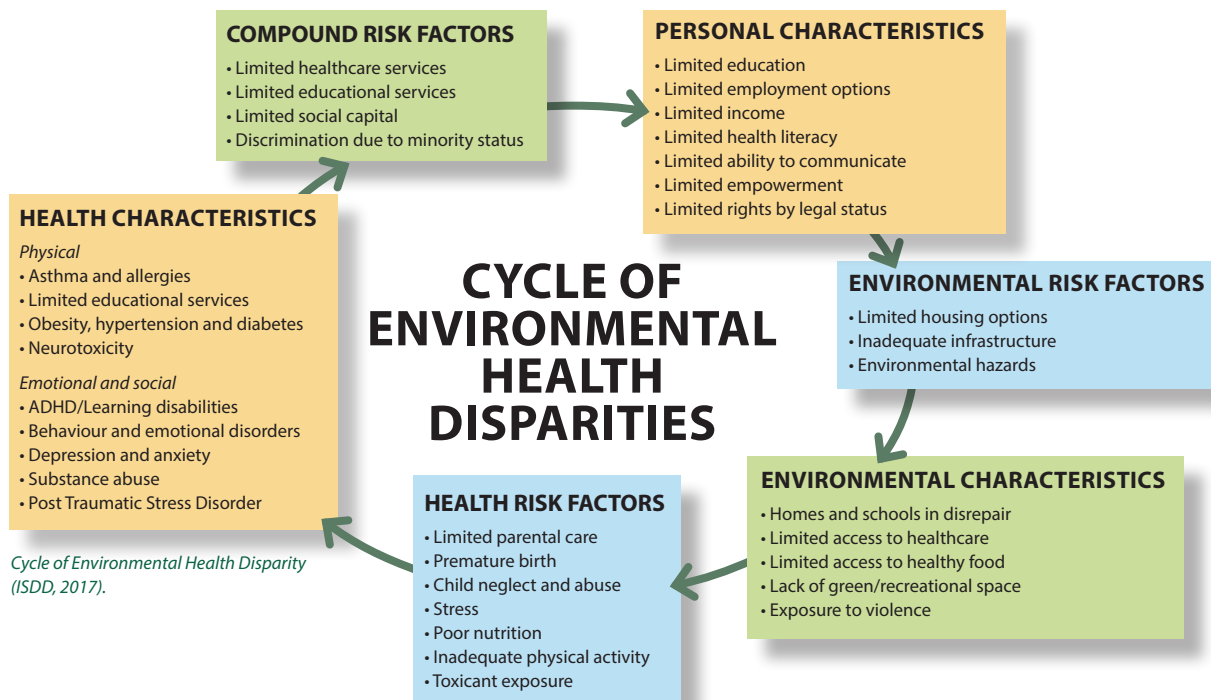 COMPOUND RISK FACTORS
• Limited healthcare services
• Limited educational services
• Limited social capital
• Discrimination due to minority status
PERSONAL CHARACTERISTICS
• Limited education
• Limited employment options
• Limited income
• Limited health literacy
• Limited ability to communicate
• Limited empowerment
• Limited rights by legal status
HEALTH CHARACTERISTICS
Physical
• Asthma and allergies
• Limited educational services
• Obesity, hypertension and diabetes
• Neurotoxicity
Emotional and social
• ADHD/Learning disabilities
• Behaviour and emotional disorders
• Depression and anxiety
• Substance abuse
• Post Traumatic Stress Disorder
CYCLE OF
ENVIRONMENTAL
HEALTH
DISPARITIES
ENVIRONMENTAL RISK FACTORS
• Limited housing options
• Inadequate infrastructure
• Environmental hazards
ENVIRONMENTAL CHARACTERISTICS
• Homes and schools in disrepair
• Limited access to healthcare
• Limited access to healthy food
• Lack of green/recreational space
• Exposure to violence
HEALTH RISK FACTORS
• Limited parental care
• Premature birth
• Child neglect and abuse
• Stress
• Poor nutrition
• Inadequate physical activity
• Toxicant exposure
Cycle of Environmental Health Disparity
(ISDD, 2017).